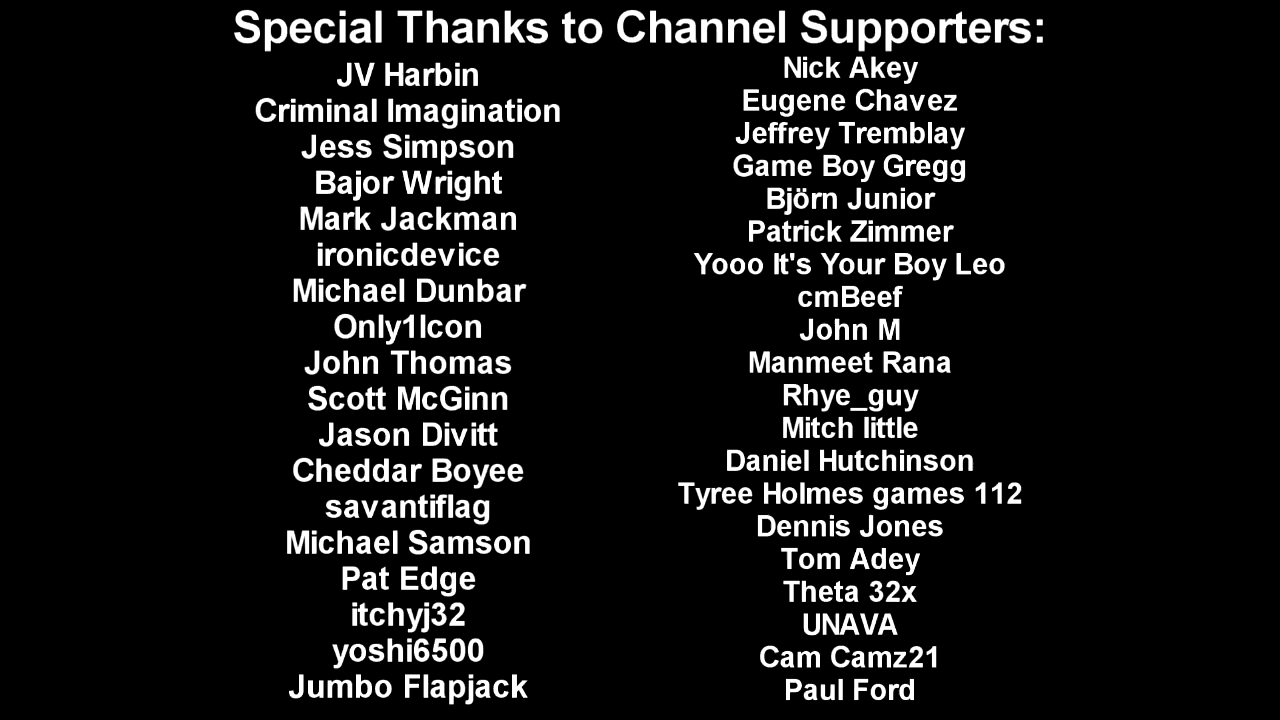 Special Thanks to Channel Supporters:
JV Harbin
Criminal Imagination
Jess Simpson
Bajor Wright
Mark Jackman
ironicdevice
Michael Dunbar
Only1Icon
John Thomas
Scott McGinn
Jason Divitt
Cheddar Boyee
savantiflag
Michael Samson
Pat Edge
itchyj32
yoshi6500
Jumbo Flapjack
Nick Akey
Eugene Chavez
Jeffrey Tremblay
Game Boy Gregg
Björn Junior
Patrick Zimmer
Yooo It's Your Boy Leo
cmBeef
John M
Manmeet Rana
Rhye_guy
Mitch little
Daniel Hutchinson
Tyree Holmes games 112
Dennis Jones
Tom Adey
Theta 32x
UNAVA
Cam Camz21
Paul Ford